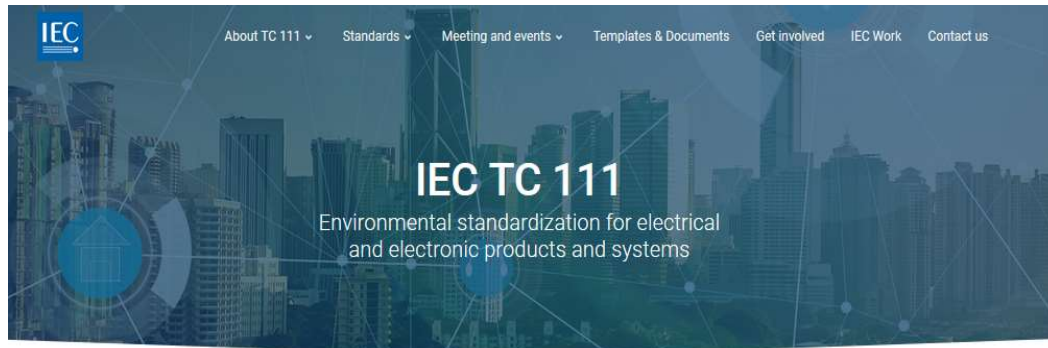 IEC
About TC 111
Standards
Meeting and events
Templates & Documents
Get involved
IEC Work
Contact us
IEC TC 111
Environmental standardization for electrical
and electronic products and systems